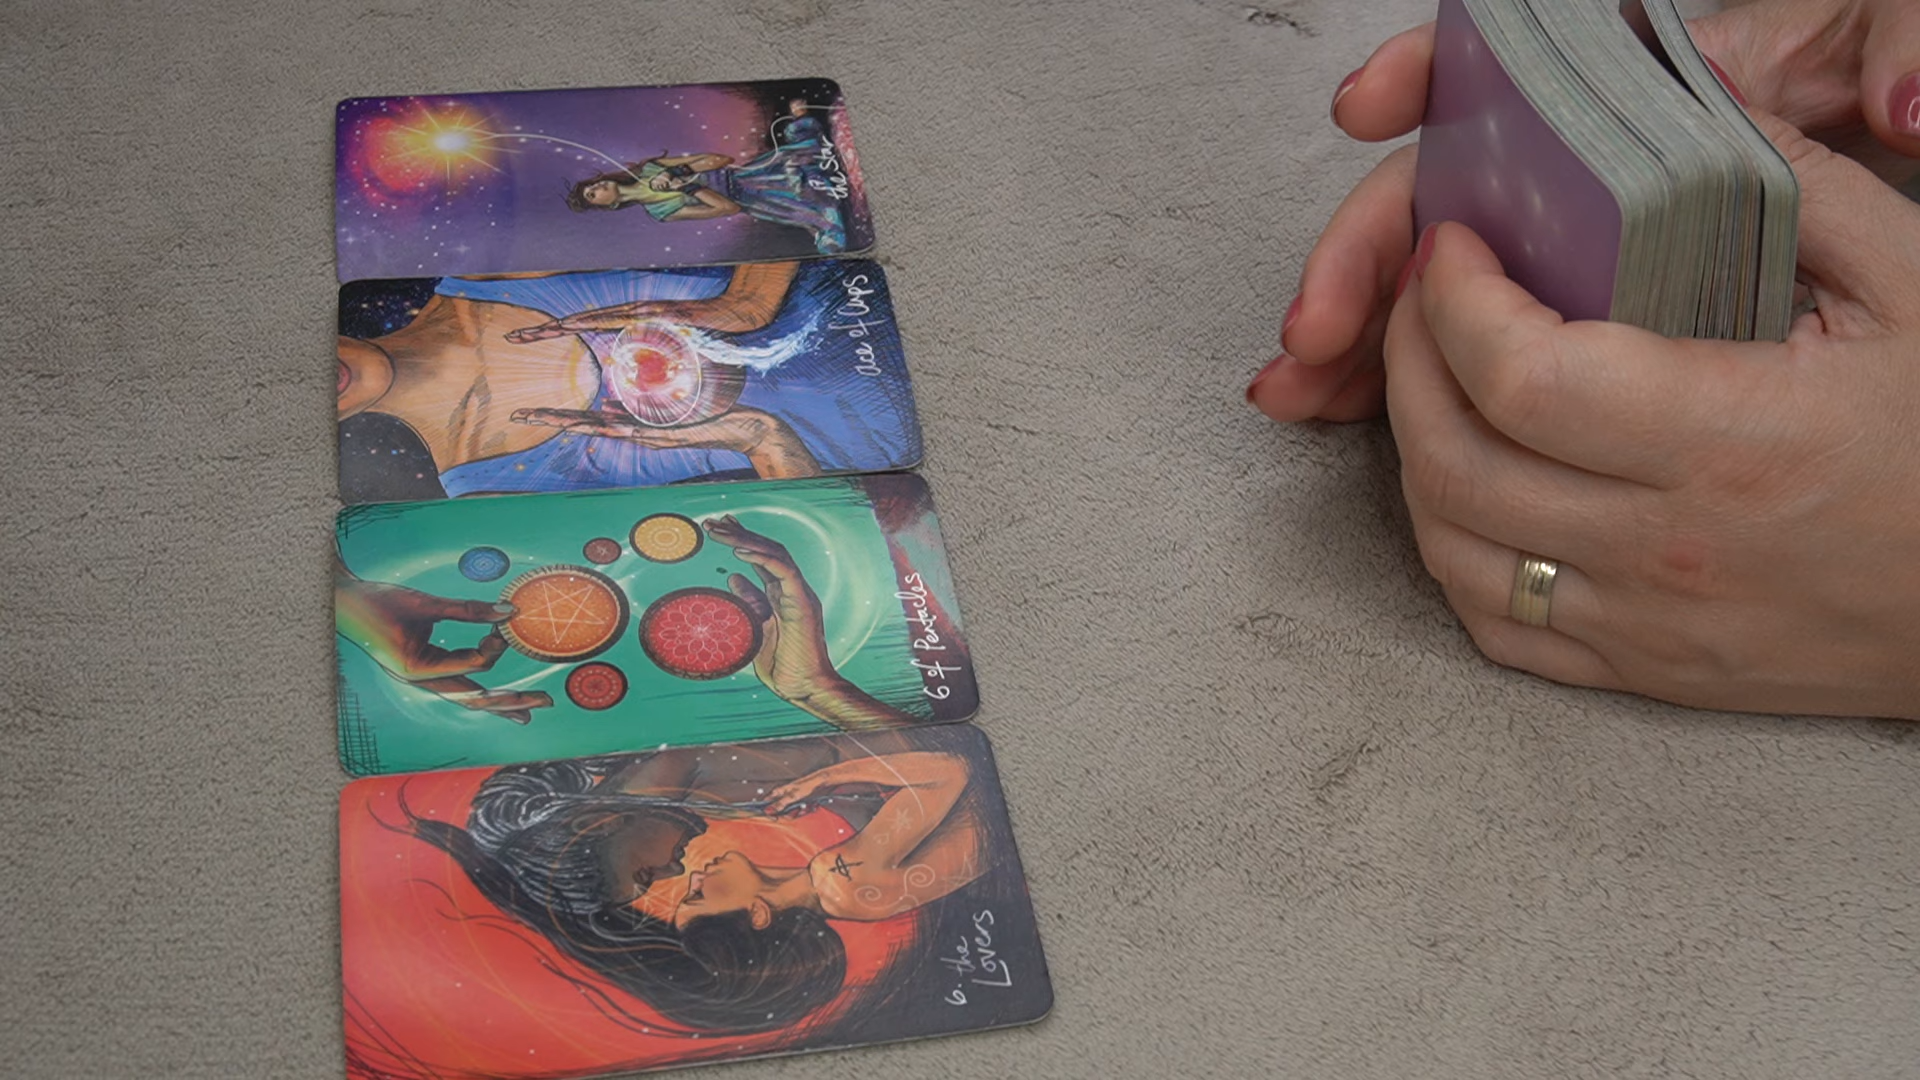 the Star
ace of Cups
6 of Pentacles
6. the
Lovers